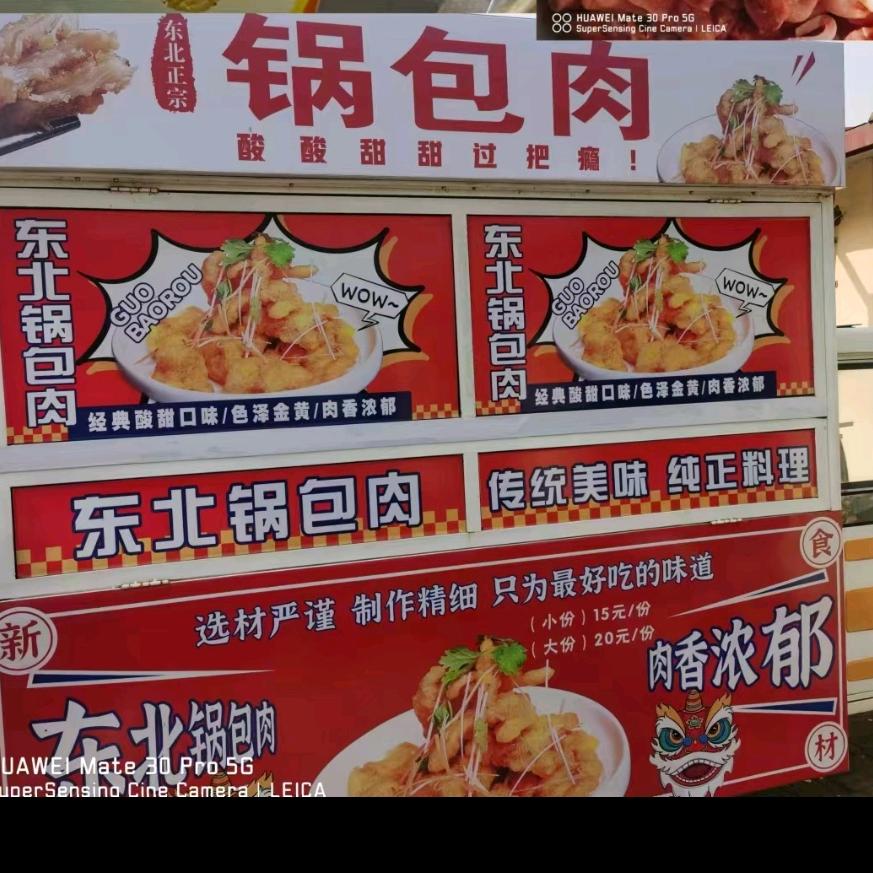 HUAWEI Mate 30 Pro 5G
SuperSensing Cine Camera | LEICA
东北正宗
锅包肉
酸酸甜甜过把瘾！
东北锅包肉
GUO
BAOROU
WOW~
经典酸甜口味/色泽金黄/肉香浓郁
东北锅包肉
GUO
BAOROU
WOW~
经典酸甜口味/色泽金黄/肉香浓郁
东北锅包肉
传统美味 纯正料理
选材严谨 制作精细 只为最好吃的味道
（小份）15元/份
（大份）20元/份
新
食
肉香浓郁
东北锅包肉
材
UAWEI Mate 30 Pro 5G
uperSensing Cine Camera | LEICA